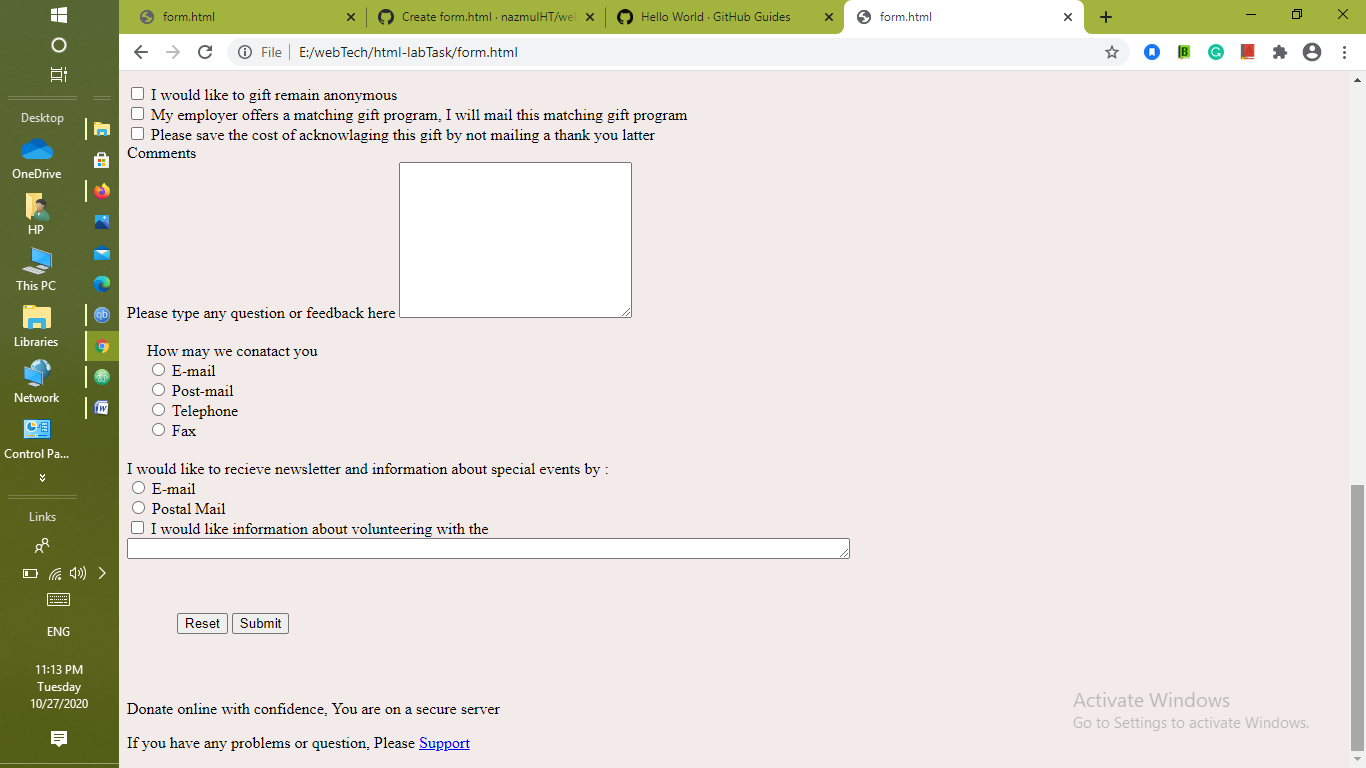 form.html
Create form.html · nazmulHT/we
Hello World · GitHub Guides
form.html
File
E:/webTech/html-labTask/form.html
Desktop
OneDrive
HP
This PC
Libraries
Network
Control Pa...
Links
ENG
11:13 PM
Tuesday
10/27/2020
I would like to gift remain anonymous
My employer offers a matching gift program, I will mail this matching gift program
Please save the cost of acknowlaging this gift by not mailing a thank you latter
Comments
Please type any question or feedback here
How may we conatact you
E-mail
Post-mail
Telephone
Fax
I would like to recieve newsletter and information about special events by :
E-mail
Postal Mail
I would like information about volunteering with the
Reset Submit
Donate online with confidence, You are on a secure server
If you have any problems or question, Please Support
Activate Windows
Go to Settings to activate Windows.